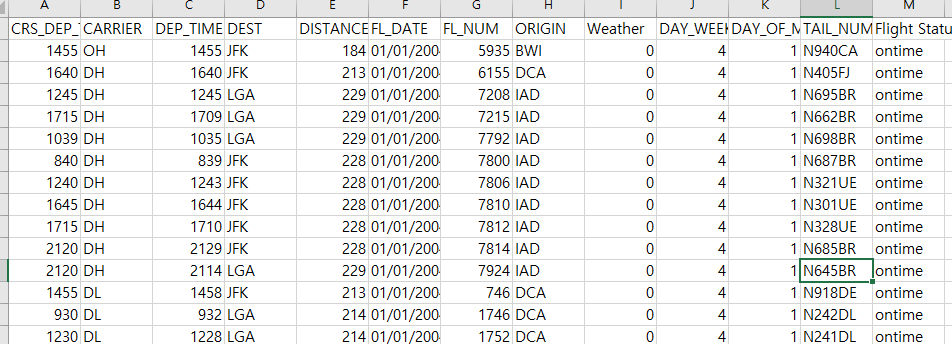 A B C D E F G H I J K L M
CRS_DEP_ CARRIER DEP_TIME DEST DISTANCE FL_DATE FL_NUM ORIGIN Weather DAY_WEE DAY_OF_M TAIL_NUM Flight Statu
1455 OH 1455 JFK 184 01/01/200 5935 BWI 0 4 1 N940CA ontime
1640 DH 1640 JFK 213 01/01/200 6155 DCA 0 4 1 N405FJ ontime
1245 DH 1245 LGA 229 01/01/200 7208 IAD 0 4 1 N695BR ontime
1715 DH 1709 LGA 229 01/01/200 7215 IAD 0 4 1 N662BR ontime
1039 DH 1035 LGA 229 01/01/200 7792 IAD 0 4 1 N698BR ontime
840 DH 839 JFK 228 01/01/200 7800 IAD 0 4 1 N687BR ontime
1240 DH 1243 JFK 228 01/01/200 7806 IAD 0 4 1 N321UE ontime
1645 DH 1644 JFK 228 01/01/200 7810 IAD 0 4 1 N301UE ontime
1715 DH 1710 JFK 228 01/01/200 7812 IAD 0 4 1 N328UE ontime
2120 DH 2129 JFK 228 01/01/200 7814 IAD 0 4 1 N685BR ontime
2120 DH 2114 LGA 229 01/01/200 7924 IAD 0 4 1 N645BR ontime
1455 DL 1458 JFK 213 01/01/200 746 DCA 0 4 1 N918DE ontime
930 DL 932 LGA 214 01/01/200 1746 DCA 0 4 1 N242DL ontime
1230 DL 1228 LGA 214 01/01/200 1752 DCA 0 4 1 N241DL ontime